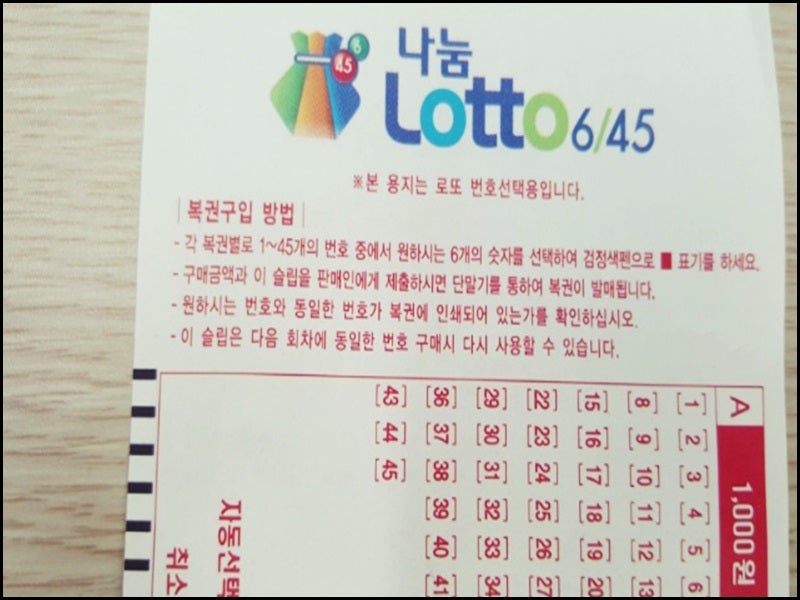 6
45
나눔
Lotto 6/45
※본 용지는 로또 번호선택용입니다.
복권구입 방법
- 각 복권별로 1~45개의 번호 중에서 원하시는 6개의 숫자를 선택하여 검정색펜으로 ■ 표기를 하세요.
- 구매금액과 이 슬립을 판매인에게 제출하시면 단말기를 통하여 복권이 발매됩니다.
- 원하시는 번호와 동일한 번호가 복권에 인쇄되어 있는가를 확인하십시오.
- 이 슬립은 다음 회차에 동일한 번호 구매시 다시 사용할 수 있습니다.
A 1,000원
[1] [2] [3] [4] [5] [6
[8] [9] [10] [11] [12] [13
[15] [16] [17] [18] [19] [20
[22] [23] [24] [25] [26] [27
[29] [30] [31] [32] [33] [34
[36] [37] [38] [39] [40] [41
[43] [44] [45]
자동선택
취소